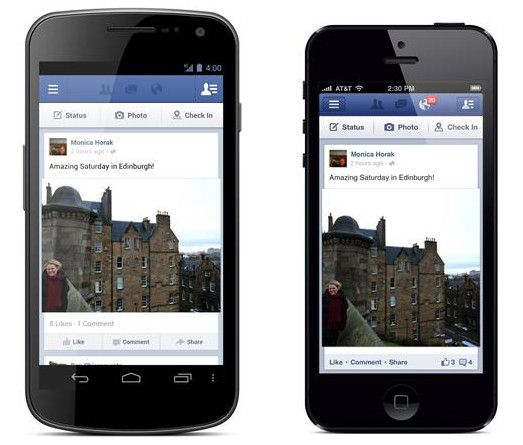 4:00
Status Photo Check In
Monica Horak
2 hours ago
Amazing Saturday in Edinburgh!
8 Likes · 1 Comment
Like Comment Share
AT&T 2:30 PM
Status Photo Check In
Monica Horak
2 hours ago
Amazing Saturday in Edinburgh!
Like · Comment · Share 3 4